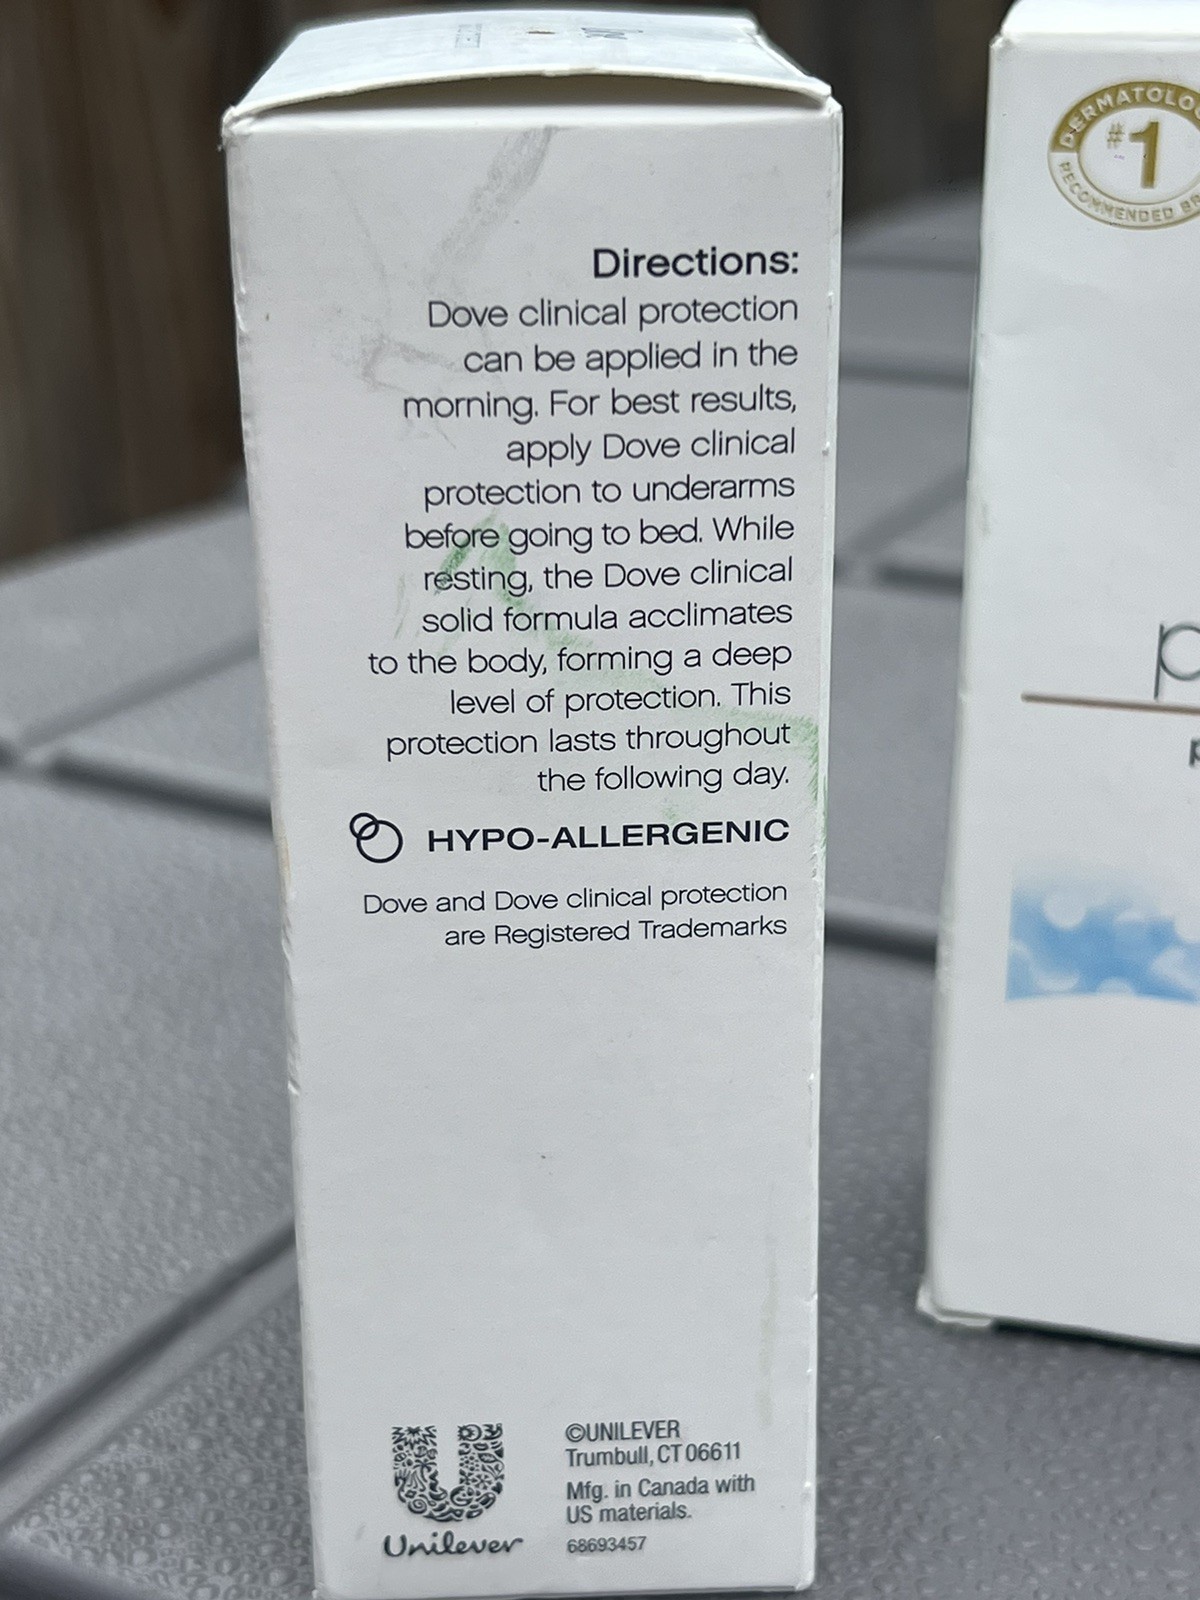 Directions:
Dove clinical protection
can be applied in the
morning. For best results,
apply Dove clinical
protection to underarms
before going to bed. While
resting, the Dove clinical
solid formula acclimates
to the body, forming a deep
level of protection. This
protection lasts throughout
the following day.
HYPO-ALLERGENIC
Dove and Dove clinical protection
are Registered Trademarks
Unilever
©UNILEVER
Trumbull, CT 06611
Mfg. in Canada with
US materials.
68693457
#1
RECOMMENDED